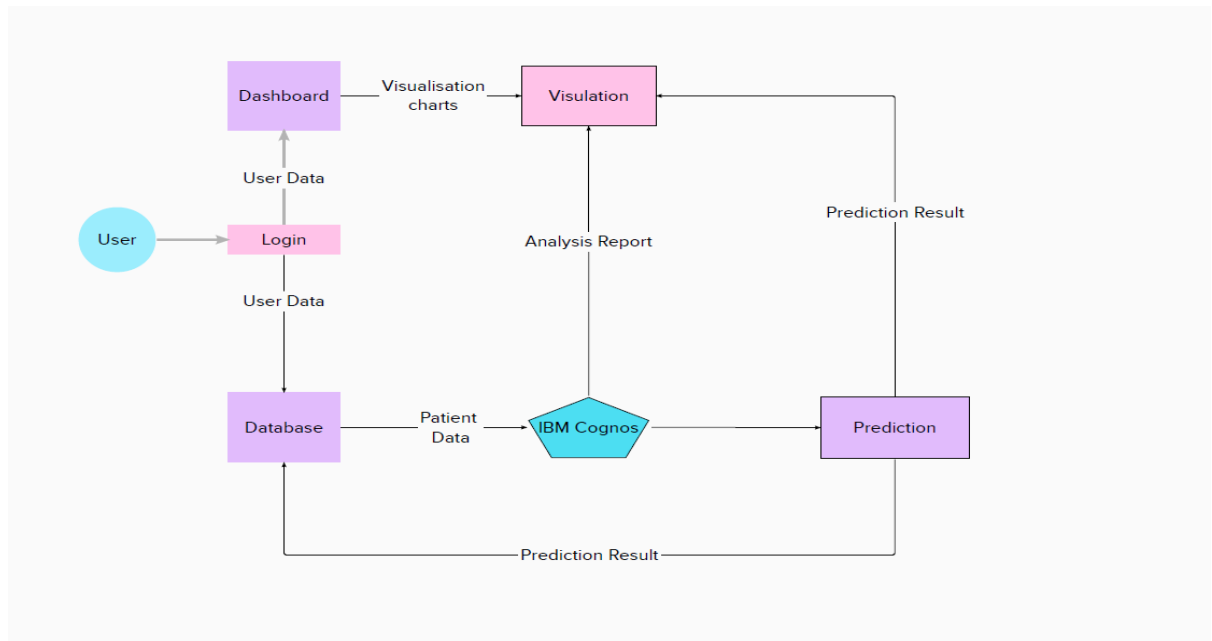 Dashboard
Visualisation
charts
Visulation
User Data
Prediction Result
User
Login
Analysis Report
User Data
Database
Patient
Data
IBM Cognos
Prediction
Prediction Result